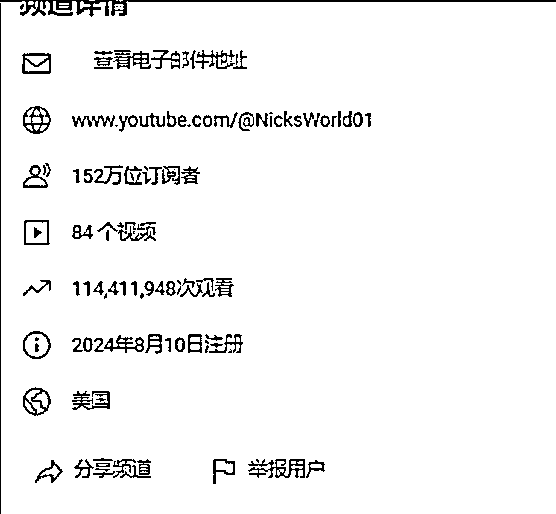 频道详情
查看电子邮件地址
www.youtube.com/@NicksWorld01
152万位订阅者
84 个视频
114,411,948次观看
2024年8月10日注册
美国
分享频道
举报用户